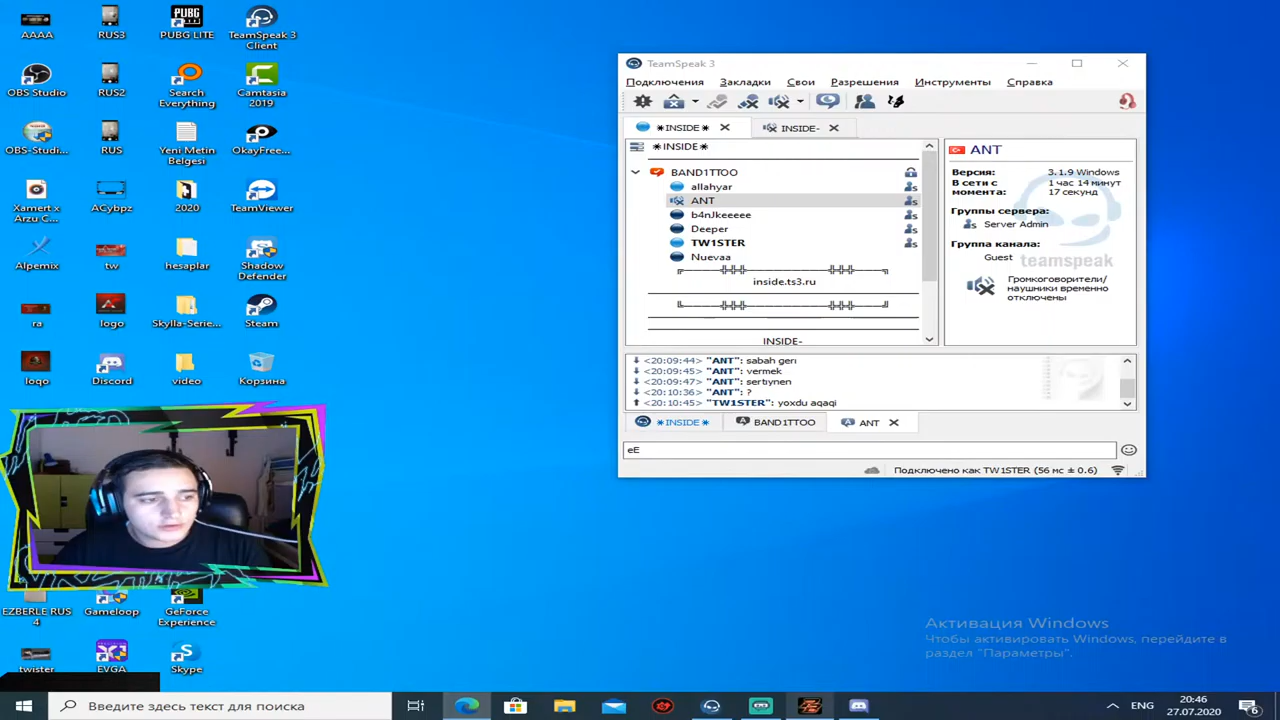 AAAA
RUS3
PUBG LITE
TeamSpeak 3
Client
OBS Studio
RUS2
Search
Everything
Camtasia
2019
OBS-Studi...
RUS
Yeni Metin
Belgesi
OkayFree...
Xamert x
Arzu C...
ACybpz
2020
TeamViewer
Alpemix
tw
hesaplar
Shadow
Defender
ra
logo
Skylla-Serie...
Steam
loqo
Discord
video
Корзина
EZBERLE RUS
4
Gameloop
GeForce
Experience
twister
EVGA
Skype
TeamSpeak 3
Подключения Закладки Свои Разрешения Инструменты Справка
✶INSIDE✶
INSIDE-
✶INSIDE✶
BAND1TTOO
allahyar
ANT
b4nJkeeeee
Deeper
TW1STER
Nuevaa
inside.ts3.ru
INSIDE-
ANT
Версия: 3.1.9 Windows
В сети с момента: 1 час 14 минут 17 секунд
Группы сервера:
Server Admin
Группа канала:
Guest
teamspeak
Громкоговорители/
наушники временно
отключены
<20:09:44> "ANT": sabah geri
<20:09:45> "ANT": vermek
<20:09:47> "ANT": sertiynen
<20:10:36> "ANT": ?
<20:10:45> "TW1STER": yoxdu aqaqi
✶INSIDE✶ BAND1TTOO ANT
eE
Подключено как TW1STER (56 мс ± 0.6)
Активация Windows
Чтобы активировать Windows, перейдите в
раздел "Параметры".
Введите здесь текст для поиска
ENG
20:46
27.07.2020
6